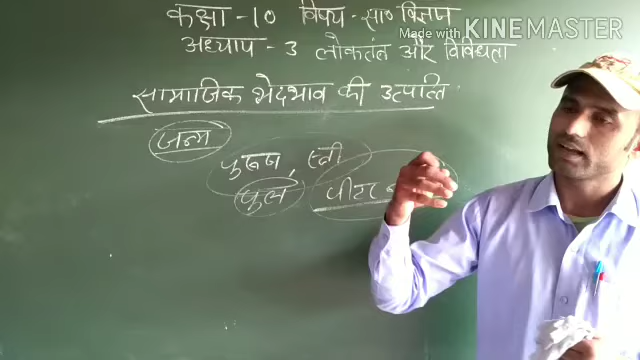 कक्षा - 10 विषय - सा० विज्ञान
Made with KINEMASTER
अध्याय - 3 लोकतंत्र और विविधता
सामाजिक भेदभाव की उत्पत्ति
जन्म
पुरूष, स्त्री